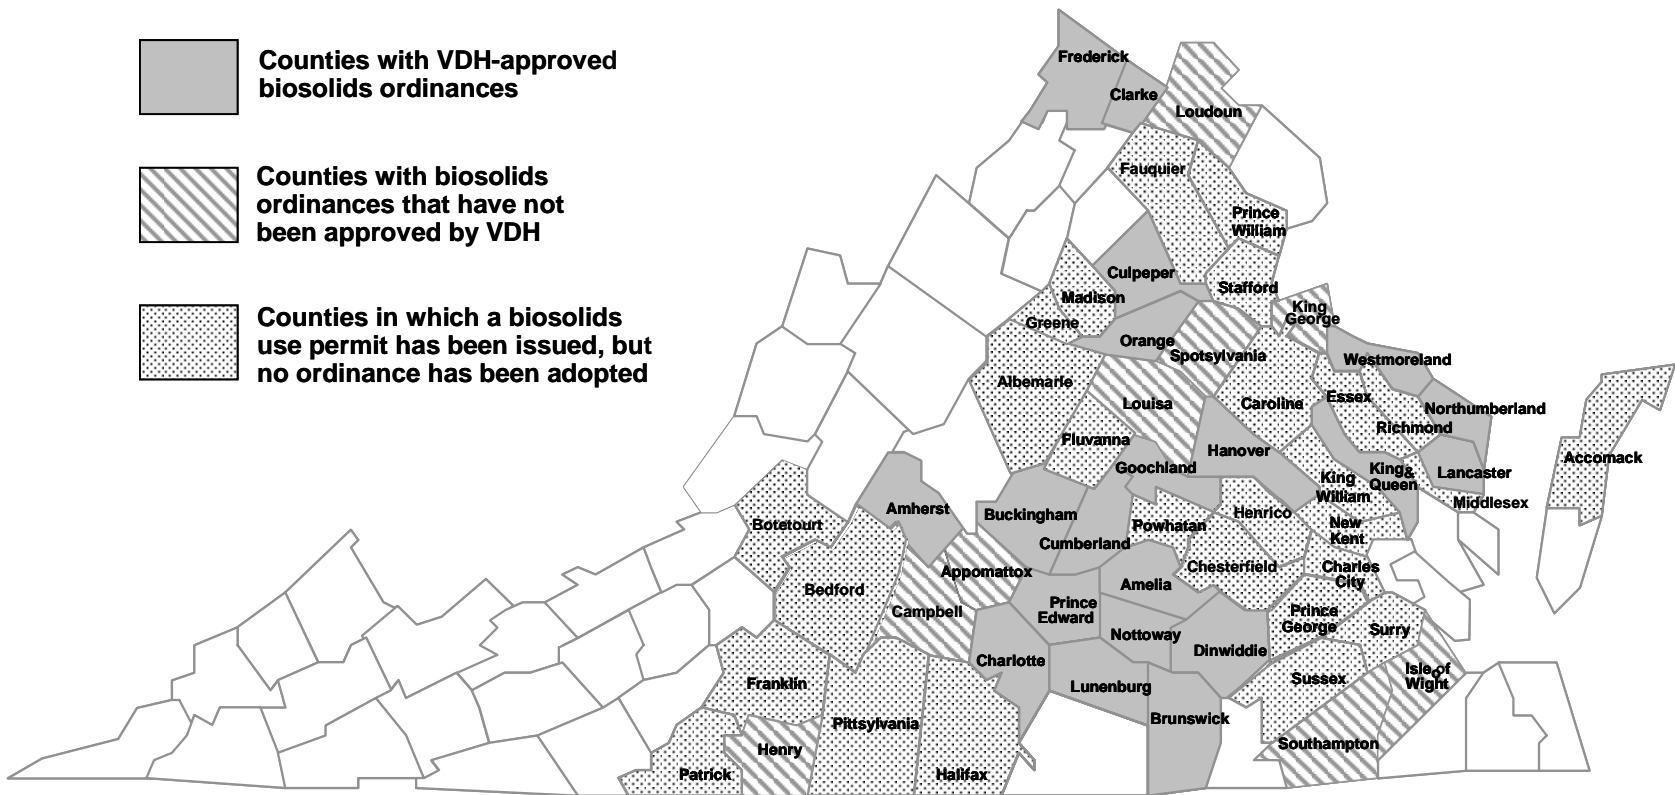 Counties with VDH-approved
biosolids ordinances
Counties with biosolids
ordinances that have not
been approved by VDH
Counties in which a biosolids
use permit has been issued, but
no ordinance has been adopted
Frederick
Clarke
Loudoun
Fauquier
Prince
William
Culpeper
Stafford
Madison
King
George
Greene
Orange
Spotsylvania
Westmoreland
Albemarle
Louisa
Caroline
Essex
Northumberland
Richmond
Fluvanna
Hanover
Goochland
Accomack
King&
Queen
Lancaster
King
William
Middlesex
Amherst
Buckingham
Henrico
Botetourt
Powhatan
New
Kent
Cumberland
Chesterfield
Charles
City
Appomattox
Amelia
Bedford
Campbell
Prince
Edward
Prince
George
Nottoway
Surry
Dinwiddie
Charlotte
Isle of
Wight
Sussex
Franklin
Lunenburg
Pittsylvania
Brunswick
Henry
Southampton
Patrick
Halifax